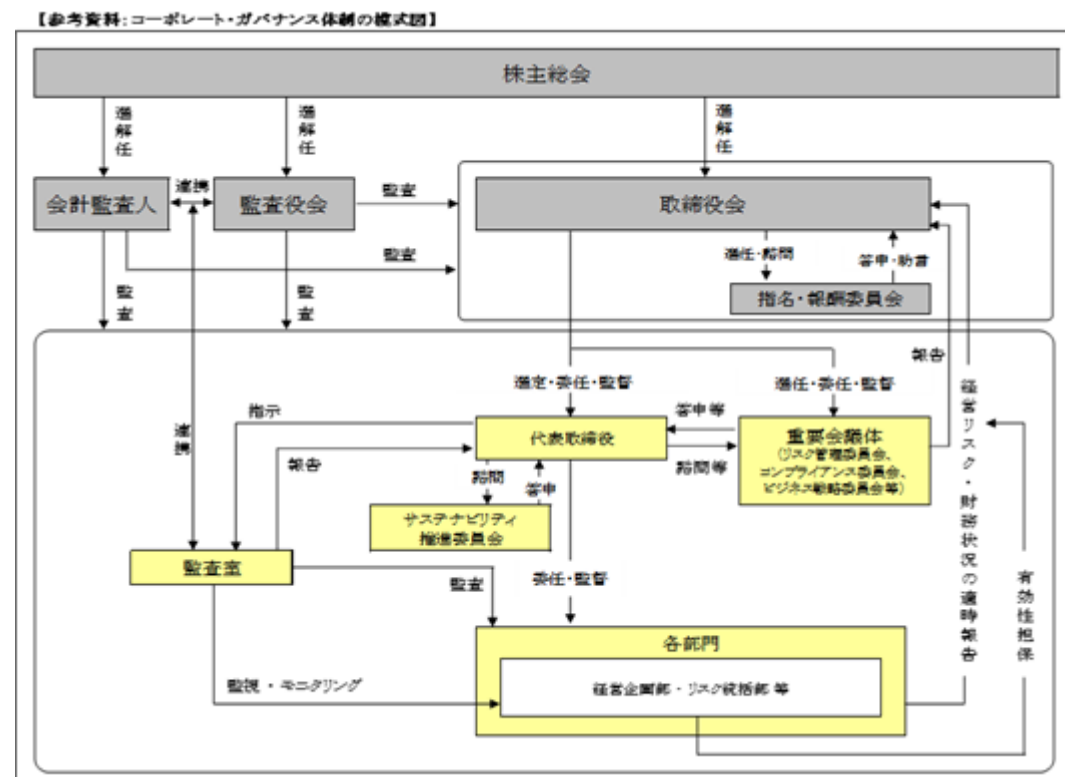 【参考資料:コーポレート・ガバナンス体制の模式図】
株主総会
選解任
選解任
選解任
会計監査人
連携
監査役会
監査
取締役会
監査
選任・諮問
答申・助言
指名・報酬委員会
監査
監査
報告
選定・委任・監督
選任・委任・監督
指示
代表取締役
答申等
諮問等
重要会議体
(リスク管理委員会、
コンプライアンス委員会、
ビジネス戦略委員会等)
連携
報告
諮問
答申
サステナビリティ
推進委員会
経営リスク・財務状況の適時報告
監査室
監査
委任・監督
有効性担保
各部門
監視・モニタリング
経営企画部・リスク統括部 等